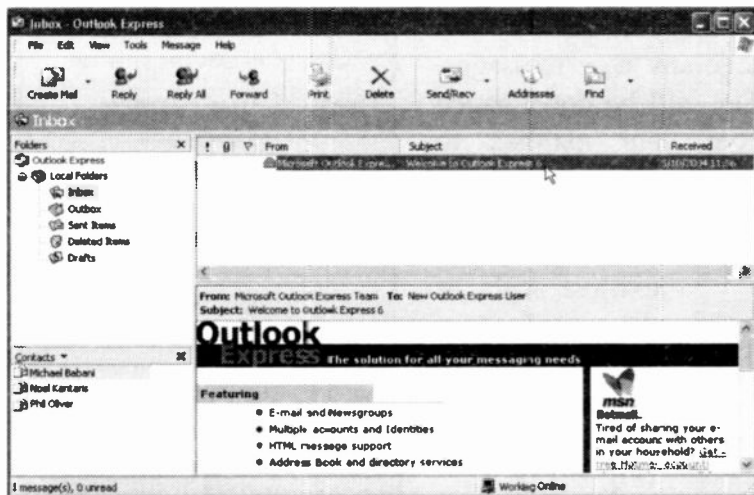 Inbox - Outlook Express
File Edit View Tools Message Help
Create Mail Reply Reply All Forward Print Delete Send/Recv Addresses Find
Inbox
Folders
Outlook Express
Local Folders
Inbox
Outbox
Sent Items
Deleted Items
Drafts
Contacts
Michael Babani
Noel Kantaris
Phil Oliver
! From Subject Received
Microsoft Outlook Expre... Welcome to Outlook Express 6
From: Microsoft Outlook Express Team To: New Outlook Express User
Subject: Welcome to Outlook Express 6
Outlook
Express The solution for all your messaging needs
Featuring
E-mail and Newsgroups
Multiple accounts and Identities
HTML message support
Address Book and directory services
msn
Hotmail.
Tired of sharing your e-
mail account with others
in your household? Get
1 message(s), 0 unread
Working Online